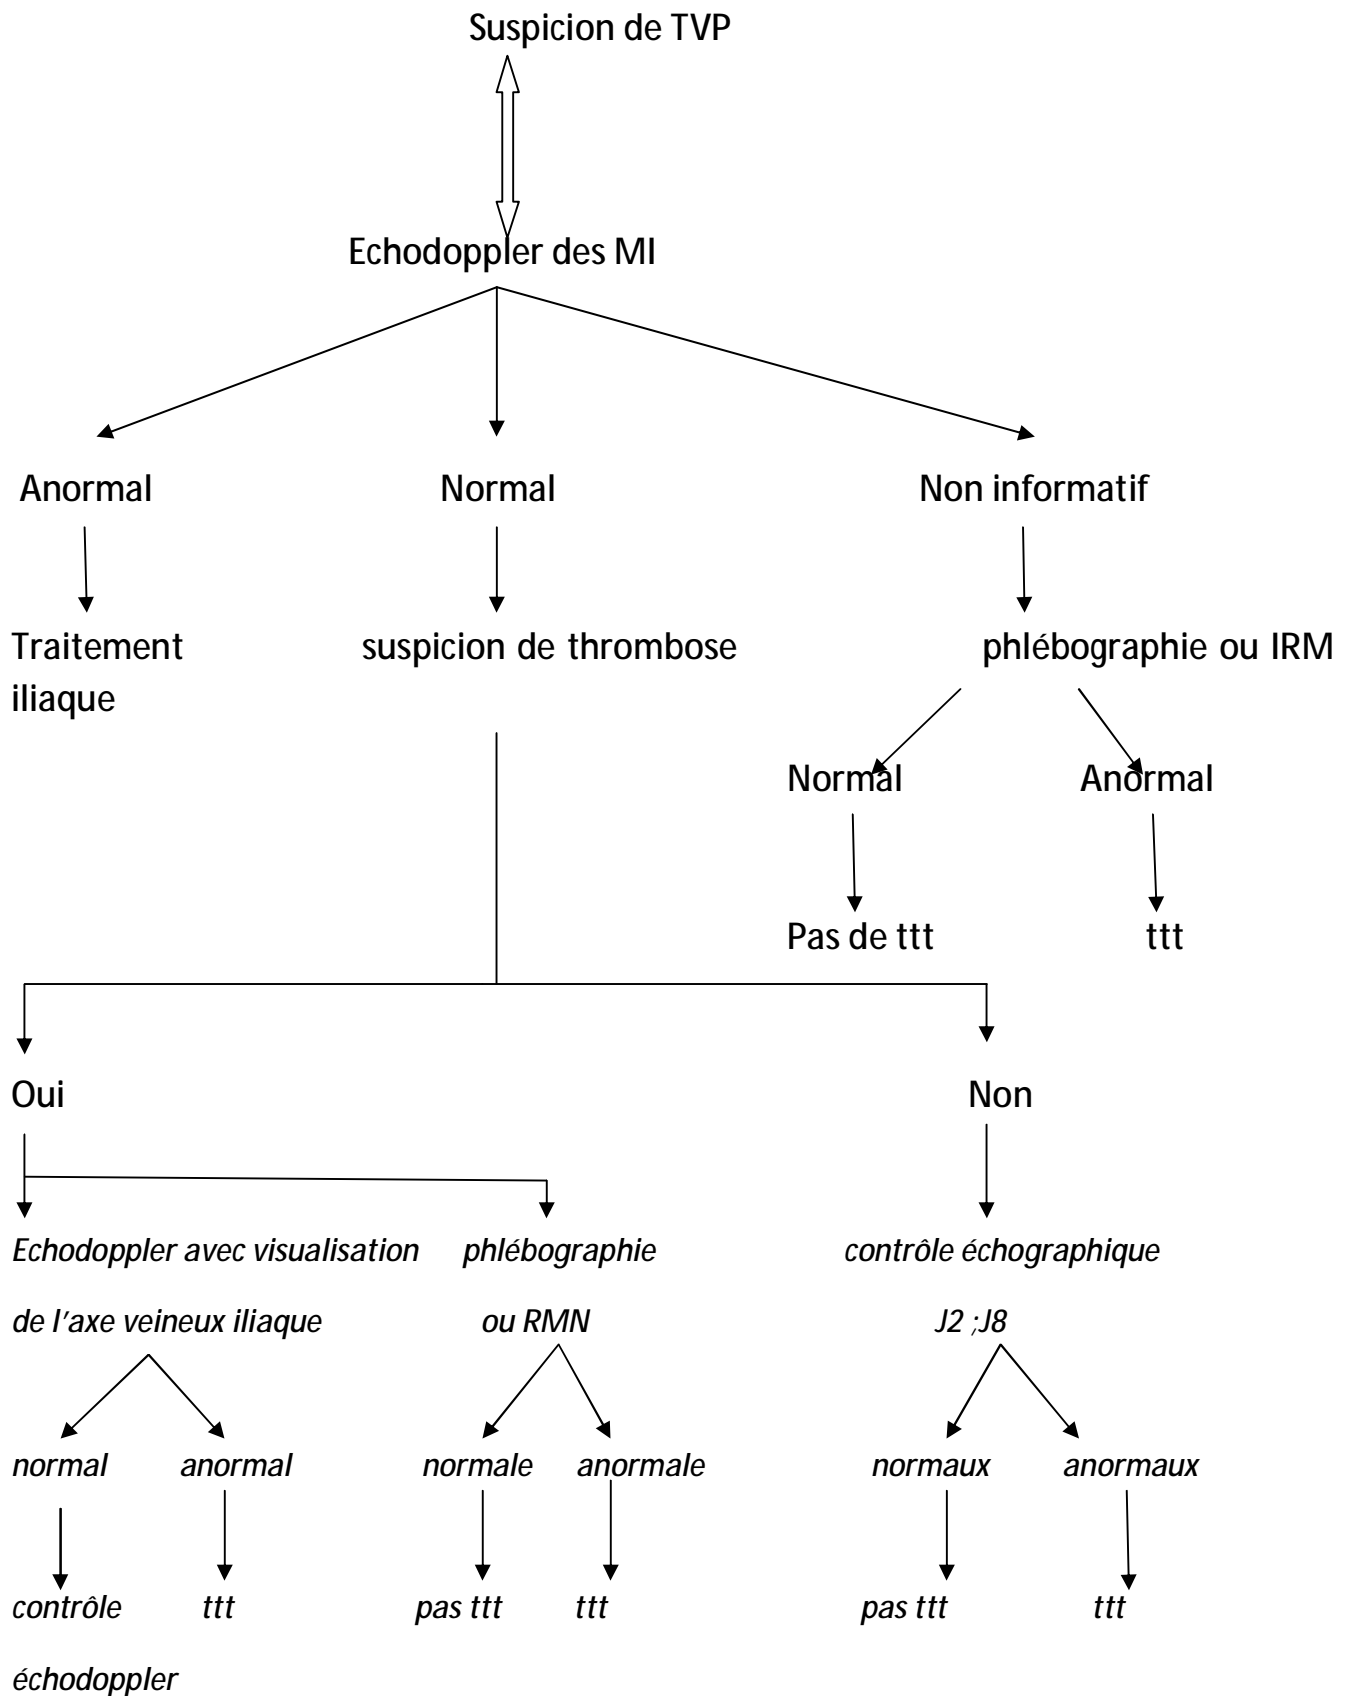 Suspicion de TVP
Echodoppler des MI
Anormal Normal Non informatif
Traitement suspicion de thrombose phlébographie ou IRM
iliaque
Normal Anormal
Pas de ttt ttt
Oui Non
Echodoppler avec visualisation phlébographie contrôle échographique
de l'axe veineux iliaque ou RMN J2 ;J8
normal anormal normale anormale normaux anormaux
contrôle ttt pas ttt ttt pas ttt ttt
échodoppler